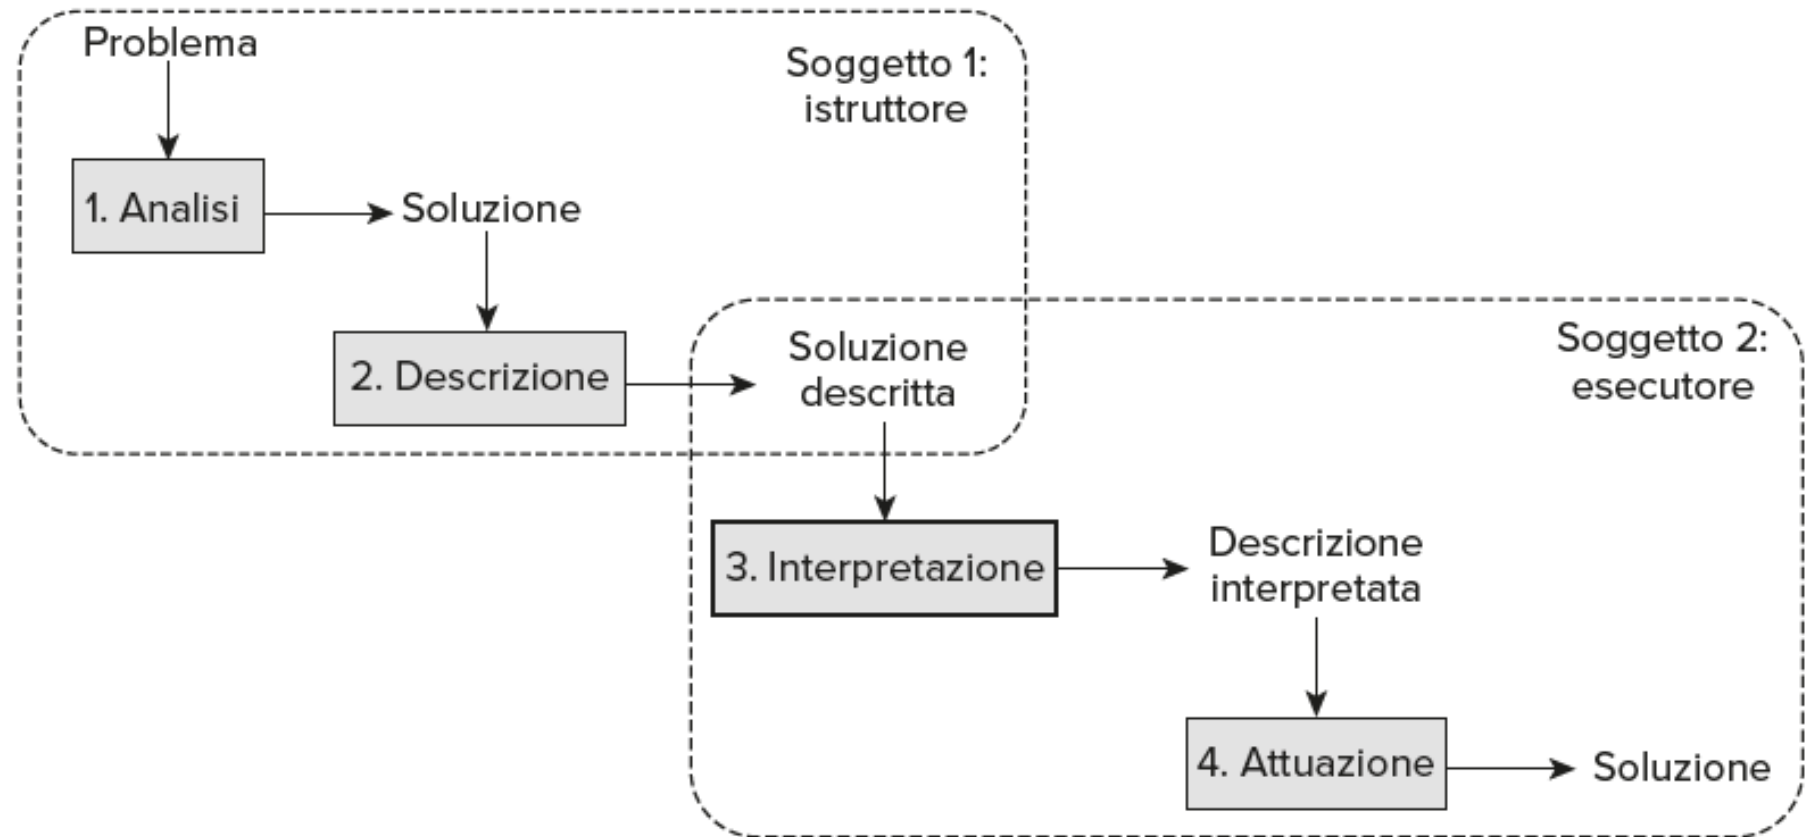 Problema
Soggetto 1:
istruttore
1. Analisi
Soluzione
2. Descrizione
Soluzione
descritta
Soggetto 2:
esecutore
3. Interpretazione
Descrizione
interpretata
4. Attuazione
Soluzione